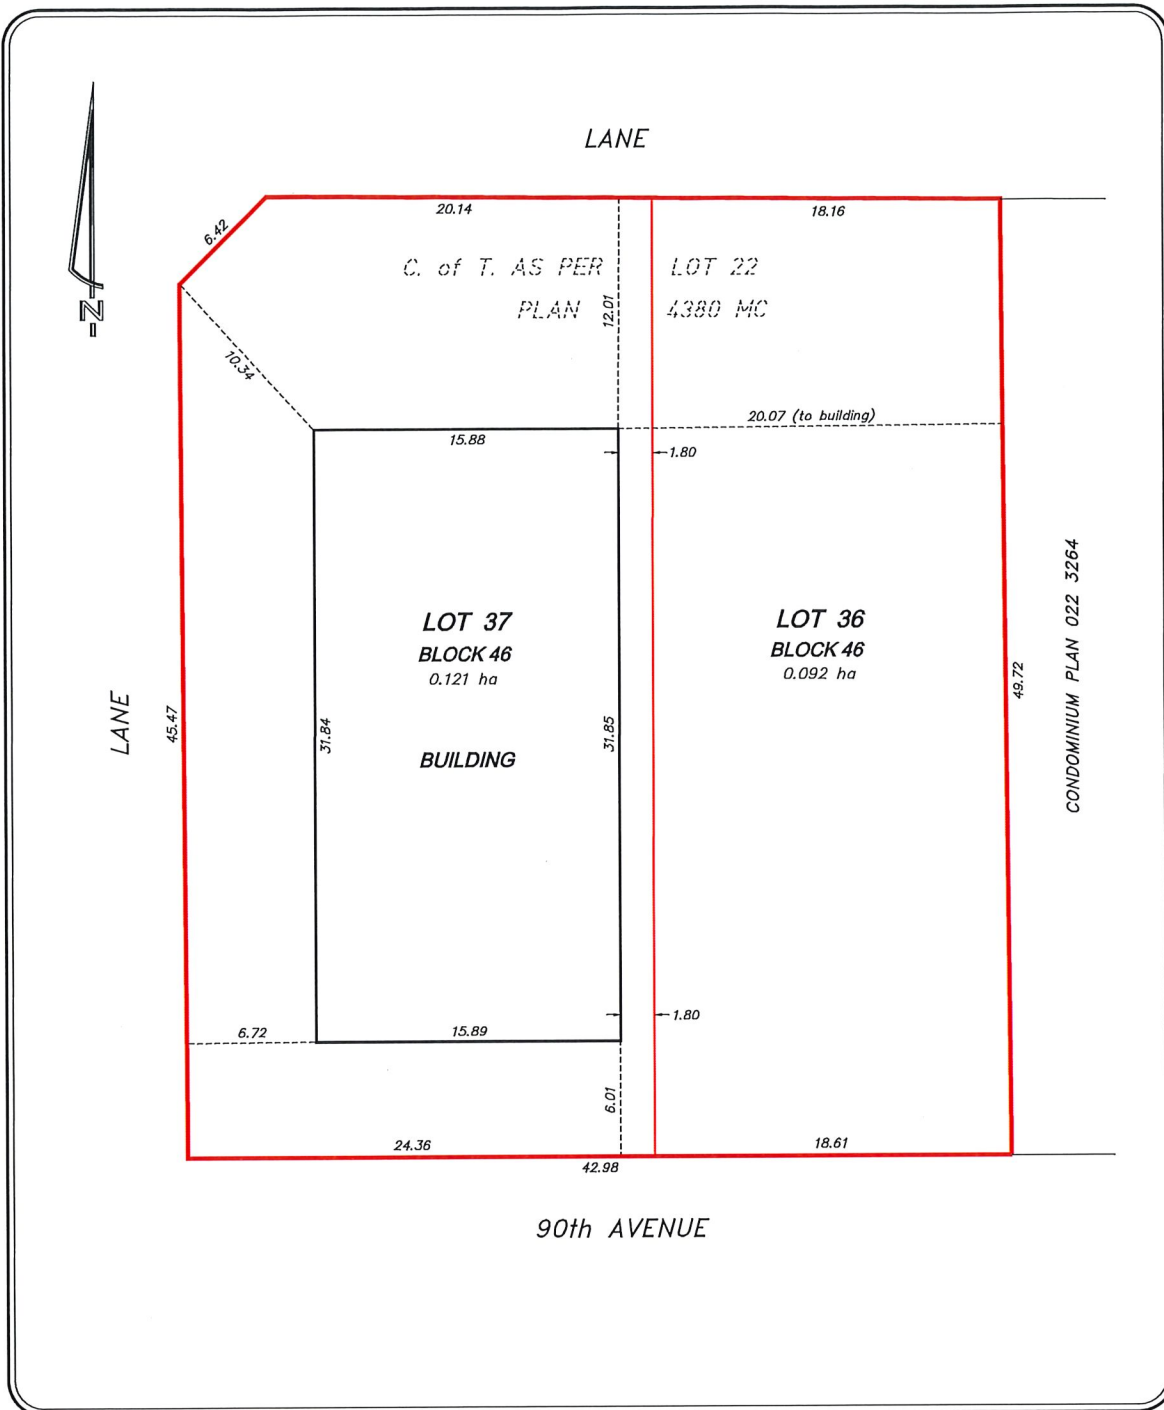 LANE
20.14
18.16
6.42
C. of T. AS PER LOT 22
PLAN 4380 MC
12.01
N
10.34
20.07 (to building)
15.88
1.80
LOT 37
BLOCK 46
0.121 ha
LOT 36
BLOCK 46
0.092 ha
CONDOMINIUM PLAN 022 3264
49.72
LANE
45.47
31.84
31.85
BUILDING
1.80
6.72
15.89
6.01
24.36
18.61
42.98
90th AVENUE